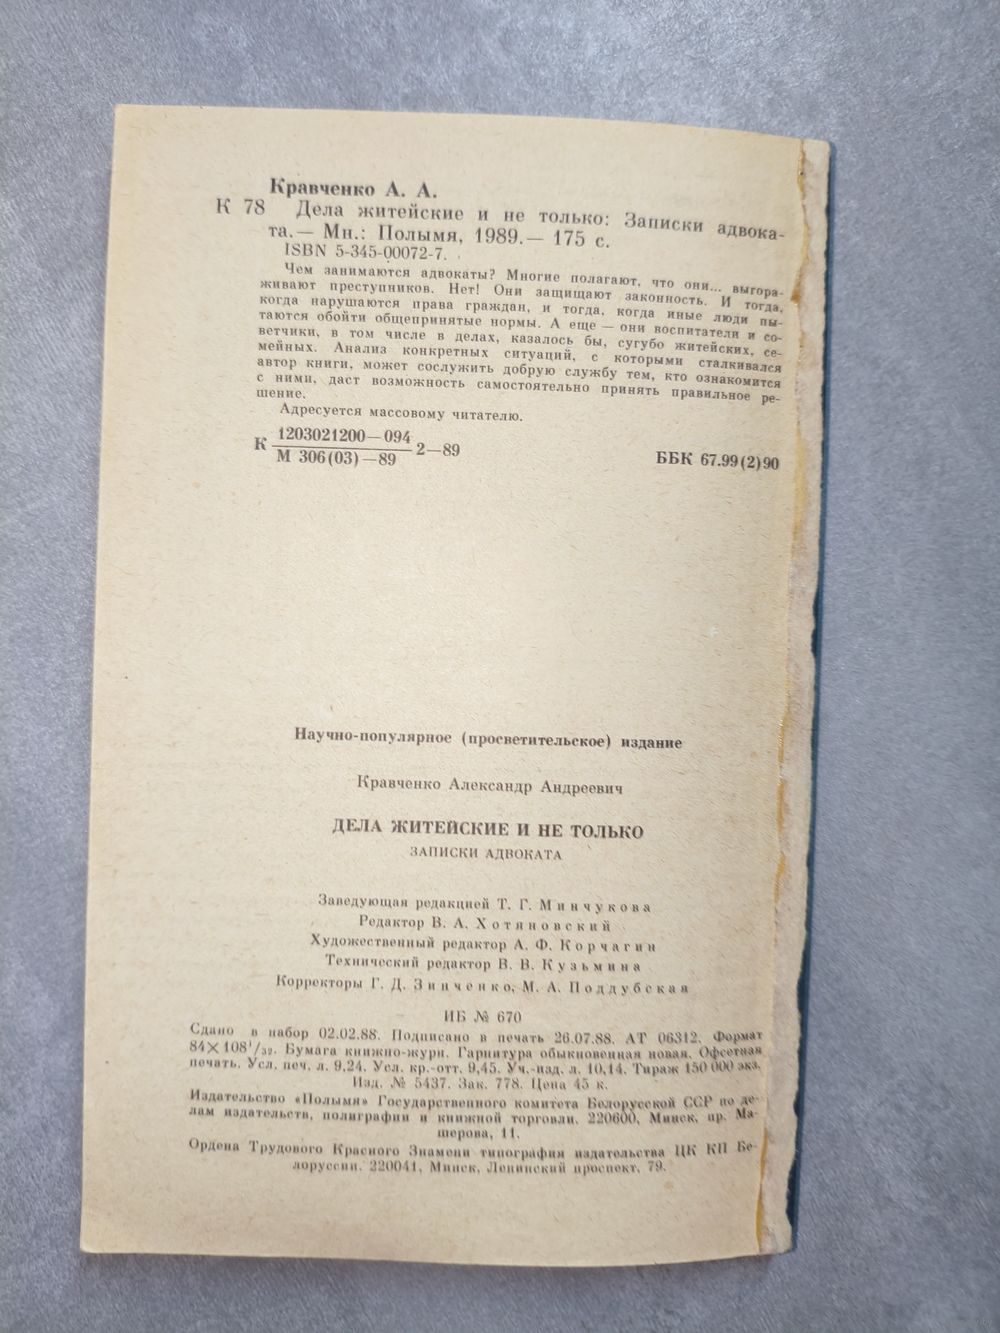 Кравченко А. А.
К 78 Дела житейские и не только: Записки адвока-
та.— Мн.: Полымя, 1989.— 175 с.
ISBN 5-345-00072-7.
Чем занимаются адвокаты? Многие полагают, что они... выгора-
живают преступников. Нет! Они защищают законность. И тогда,
когда нарушаются права граждан, и тогда, когда иные люди пы-
таются обойти общепринятые нормы. А еще — они воспитатели и со-
ветчики, в том числе в делах, казалось бы, сугубо житейских, се-
мейных. Анализ конкретных ситуаций, с которыми сталкивался
автор книги, может сослужить добрую службу тем, кто ознакомится
с ними, даст возможность самостоятельно принять правильное ре-
шение.
Адресуется массовому читателю.
К 1203021200—094
М 306(03)—89 2—89
ББК 67.99(2)90
Научно-популярное (просветительское) издание
Кравченко Александр Андреевич
ДЕЛА ЖИТЕЙСКИЕ И НЕ ТОЛЬКО
ЗАПИСКИ АДВОКАТА
Заведующая редакцией Т. Г. Минчукова
Редактор В. А. Хотяновский
Художественный редактор А. Ф. Корчагин
Технический редактор В. В. Кузьмина
Корректоры Г. Д. Зинченко, М. А. Поддубская
ИБ № 670
Сдано в набор 02.02.88. Подписано в печать 26.07.88. АТ 06312. Формат
84×108¹/₃₂. Бумага книжно-журн. Гарнитура обыкновенная новая. Офсетная
печать. Усл. печ. л. 9,24. Усл. кр.-отт. 9,45. Уч.-изд. л. 10,14. Тираж 150 000 экз.
Изд. № 5437. Зак. 778. Цена 45 к.
Издательство «Полымя» Государственного комитета Белорусской ССР по де-
лам издательств, полиграфии и книжной торговли. 220600, Минск, пр. Ма-
шерова, 11.
Ордена Трудового Красного Знамени типография издательства ЦК КП Бе-
лоруссии. 220041, Минск, Ленинский проспект, 79.